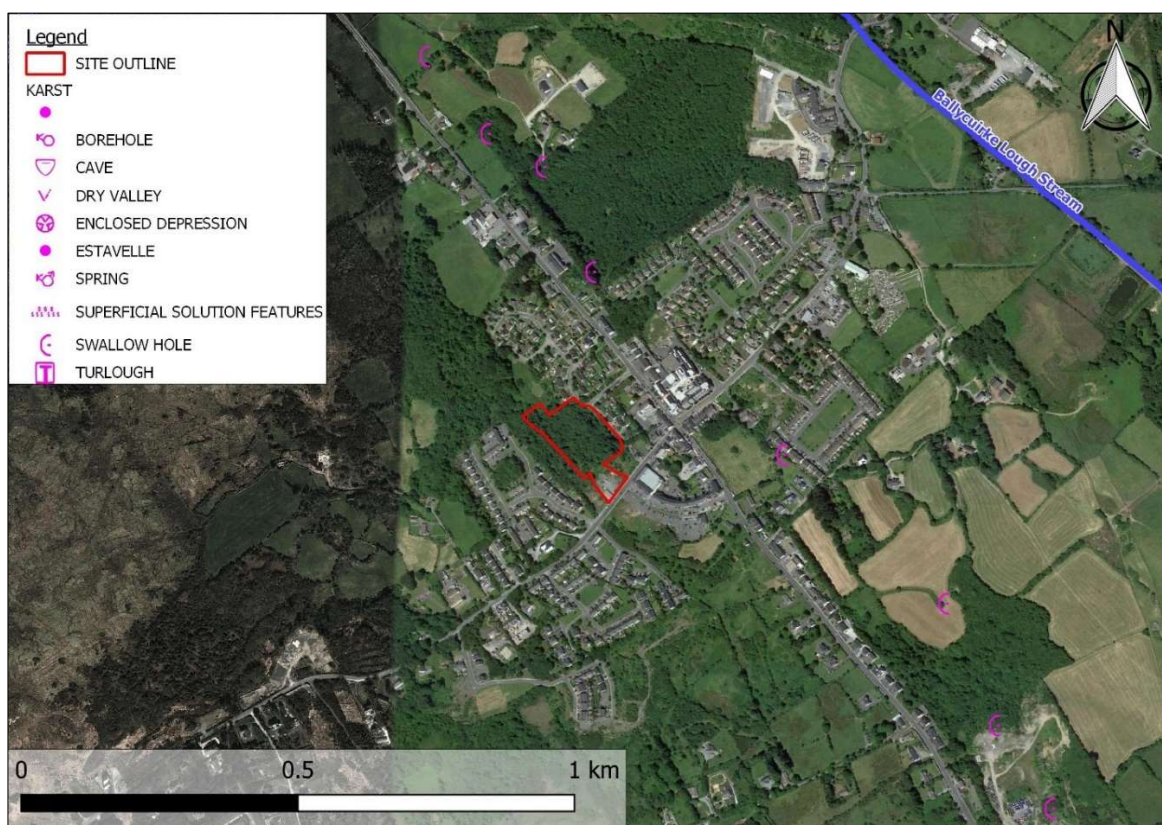 Legend
SITE OUTLINE
KARST
BOREHOLE
CAVE
DRY VALLEY
ENCLOSED DEPRESSION
ESTAVELLE
SPRING
SUPERFICIAL SOLUTION FEATURES
SWALLOW HOLE
TURLOUGH
N
Ballycuirke Lough Stream
0 0.5 1 km